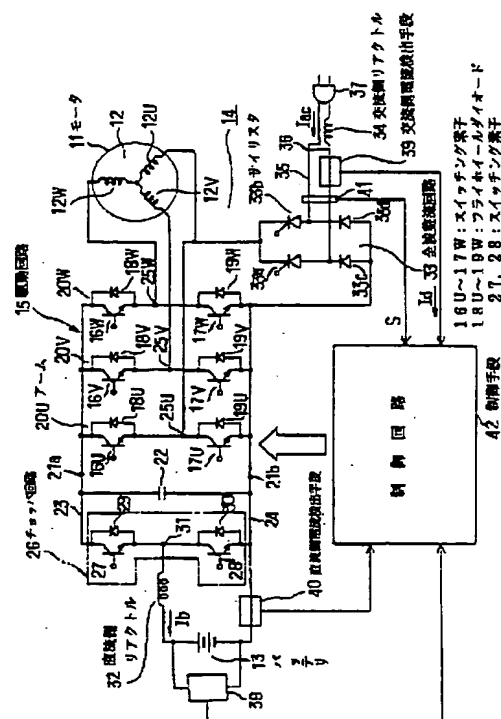 11 モータ
12
12U
12W
12V
14
15 駆動回路
20W
18W
16W
25W
19W
17W
20V
18V
16V
25V
19V
17V
20U アーム
18U
16U
25U
19U
17U
21a
21b
22
23
24
26 チョッパ回路
27
28
29
30
31
32 直流側
リアクトル
Ib
13
バッテリ
38
40 直流側電流検出手段
33b サイリスタ
33a
33c
33d
33 全波整流回路
35
36
Iac
37
34 交流側リアクトル
39 交流側電流検出手段
41
S
Id
制御回路
42 制御手段
16U~17W:スイッチング素子
18U~19W:フライホイールダイオード
27, 28:スイッチング素子